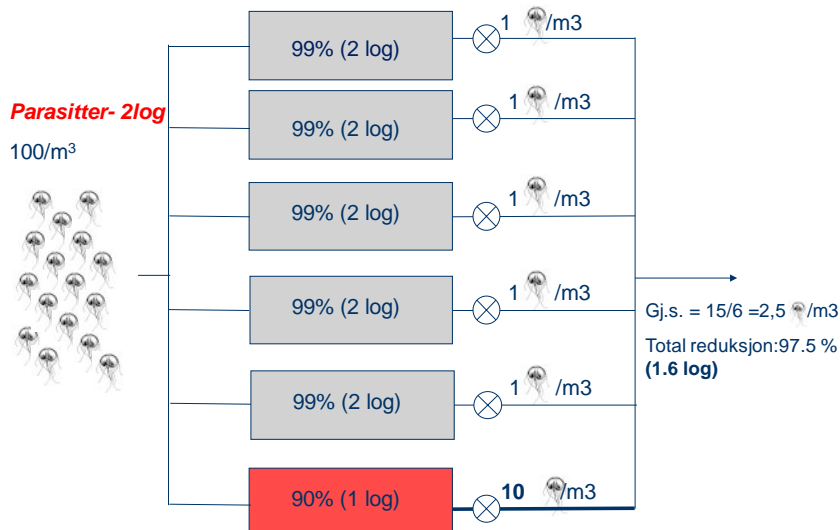 Parasitter- 2log
100/m³
99% (2 log)
1 /m3
99% (2 log)
1 /m3
99% (2 log)
1 /m3
99% (2 log)
1 /m3
99% (2 log)
1 /m3
90% (1 log)
10 /m3
Gj.s. = 15/6 =2,5 /m3
Total reduksjon:97.5 %
(1.6 log)